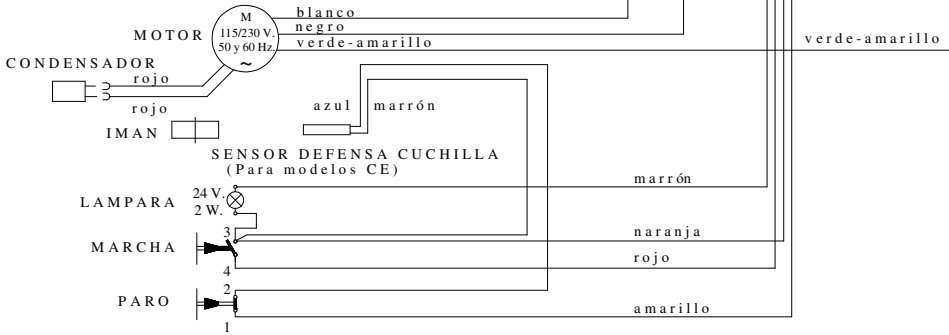 blanco
M
negro
MOTOR
115/230 V.
50 y 60 Hz.
~
verde-amarillo
verde-amarillo
CONDENSADOR
rojo
rojo
azul
marrón
IMAN
SENSOR DEFENSA CUCHILLA
(Para modelos CE)
marrón
24 V.
LAMPARA
2 W.
3
naranja
MARCHA
rojo
4
2
PARO
amarillo
1